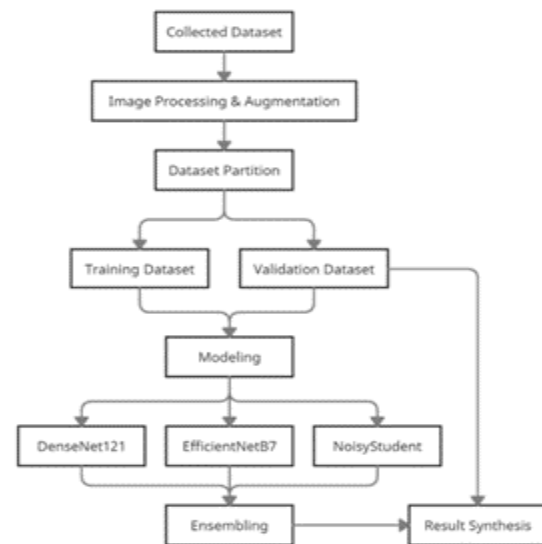 Collected Dataset
Image Processing & Augmentation
Dataset Partition
Training Dataset
Validation Dataset
Modeling
DenseNet121
EfficientNetB7
NoisyStudent
Ensembling
Result Synthesis